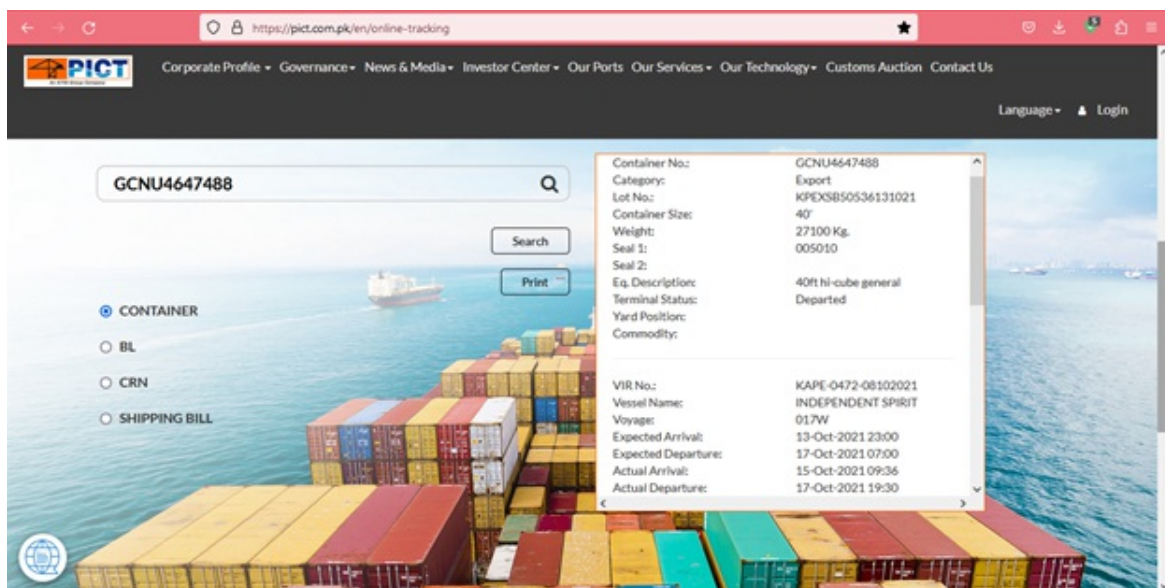 https://pict.com.pk/en/online-tracking
PICT
Corporate Profile Governance News & Media Investor Center Our Ports Our Services Our Technology Customs Auction Contact Us
Language Login
GCNU4647488
Search
Print
CONTAINER
BL
CRN
SHIPPING BILL
Container No.: GCNU4647488
Category: Export
Lot No.: KPEXSB50536131021
Container Size: 40'
Weight: 27100 Kg.
Seal 1: 005010
Seal 2:
Eq. Description: 40ft hi-cube general
Terminal Status: Departed
Yard Position:
Commodity:
VIR No.: KAPE-0472-08102021
Vessel Name: INDEPENDENT SPIRIT
Voyage: 017W
Expected Arrival: 13-Oct-2021 23:00
Expected Departure: 17-Oct-2021 07:00
Actual Arrival: 15-Oct-2021 09:36
Actual Departure: 17-Oct-2021 19:30